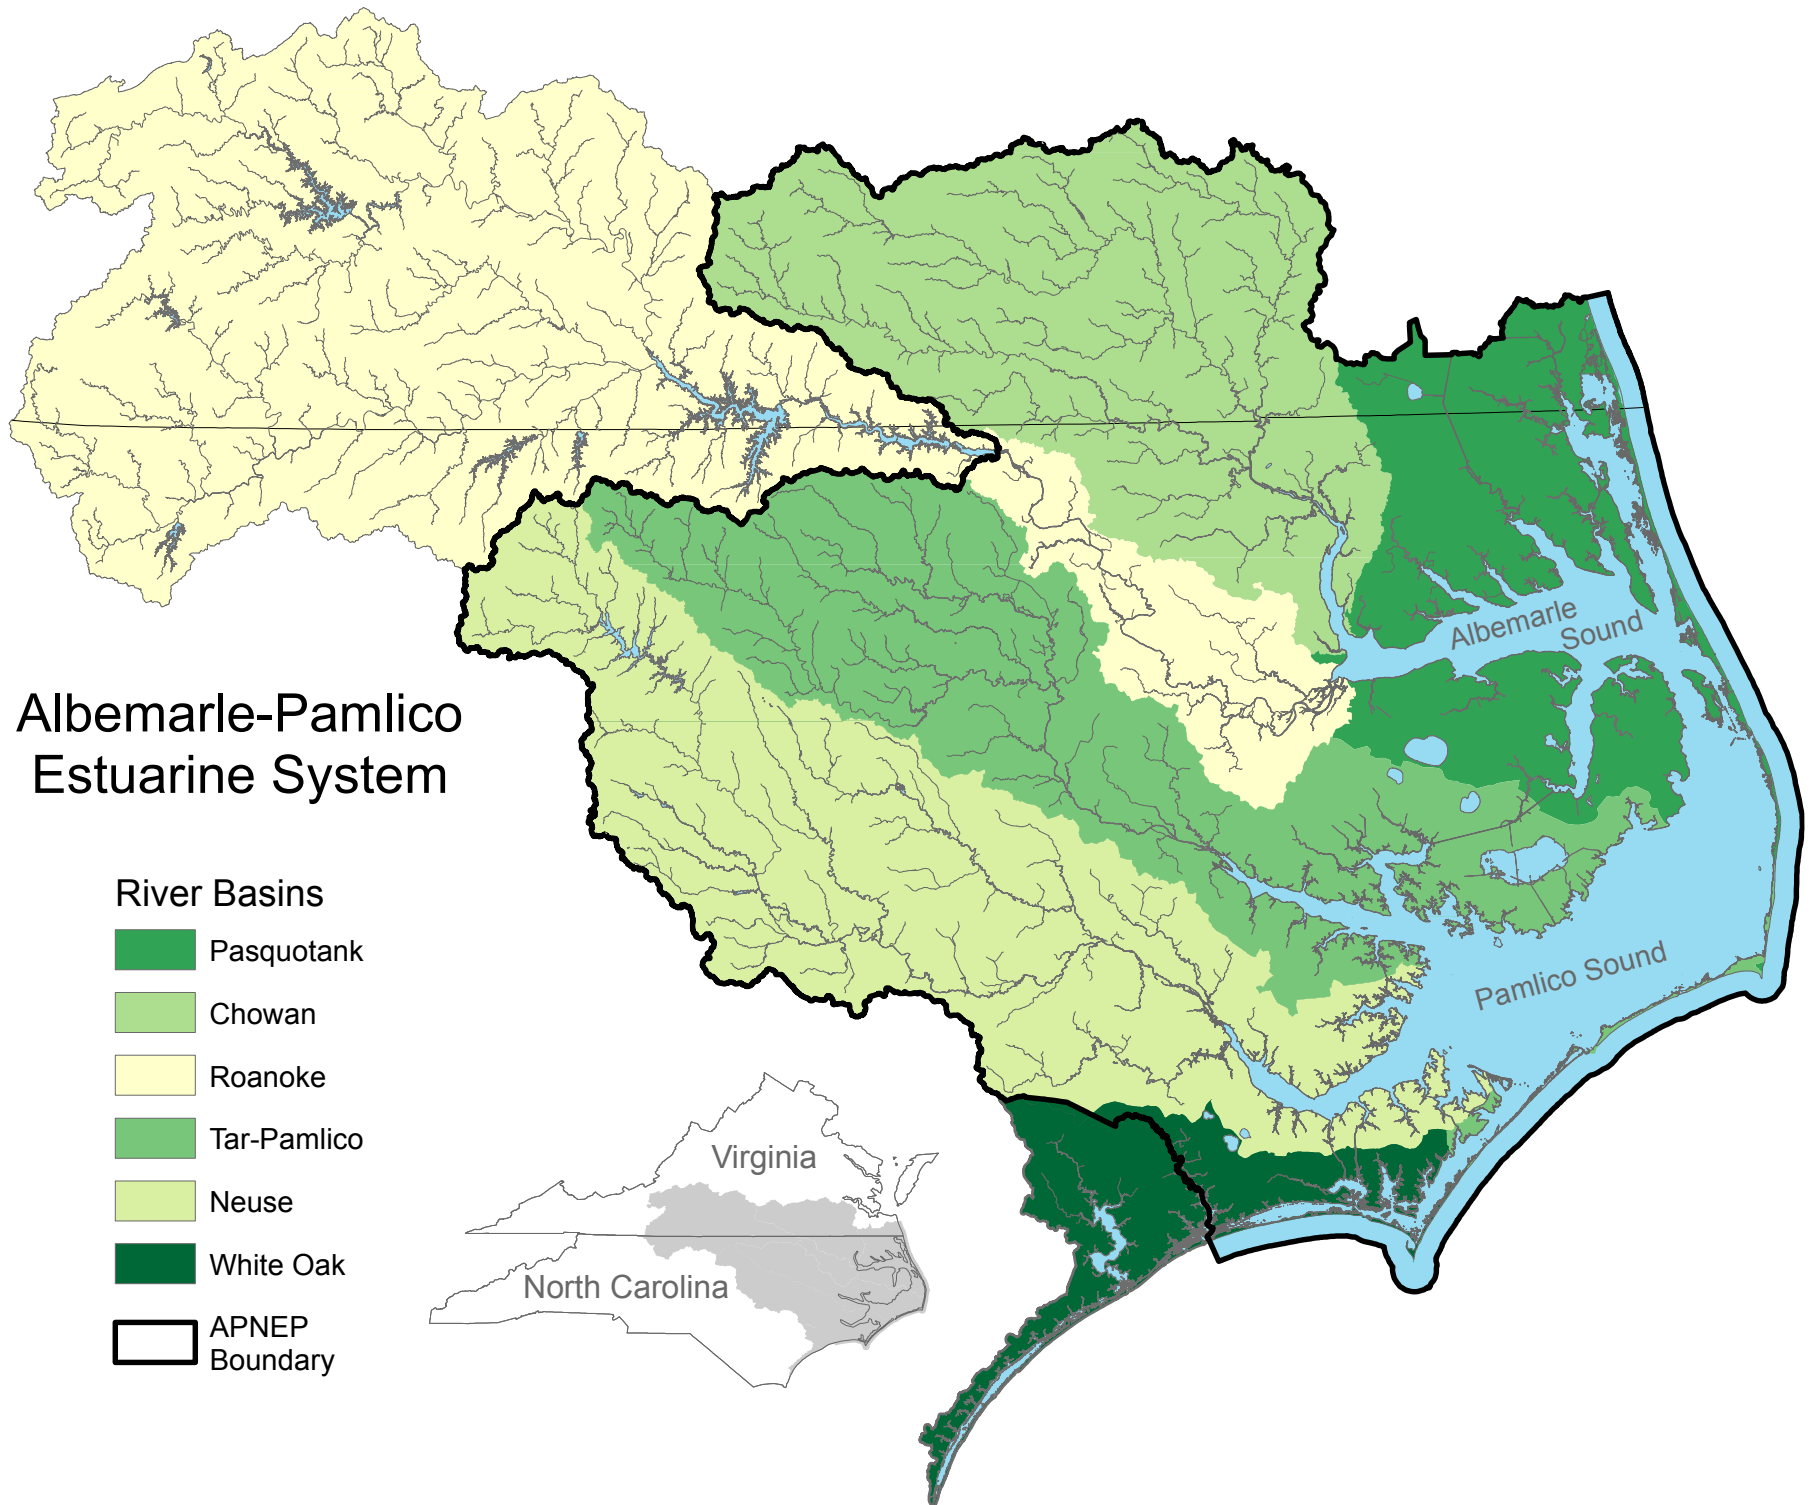 Albemarle-Pamlico
Estuarine System
River Basins
Pasquotank
Chowan
Roanoke
Tar-Pamlico
Neuse
White Oak
APNEP
Boundary
Virginia
North Carolina
Albemarle
Sound
Pamlico Sound